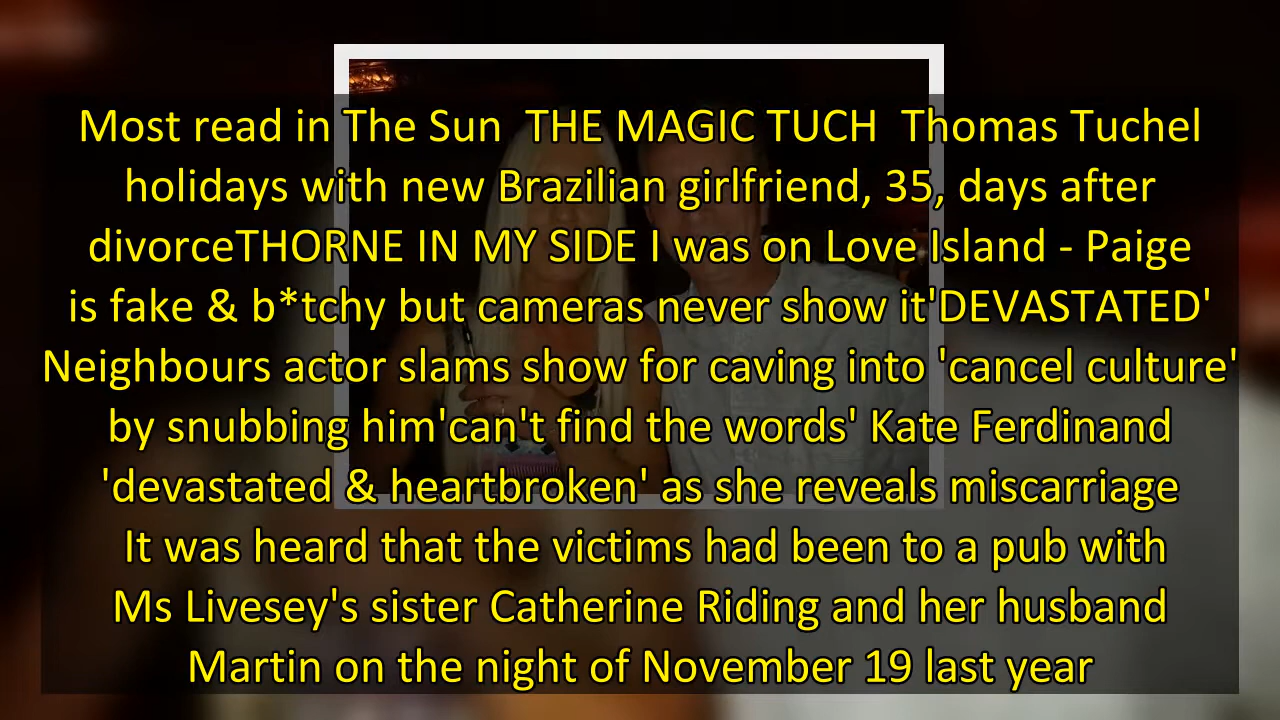 Most read in The Sun  THE MAGIC TUCH  Thomas Tuchel
holidays with new Brazilian girlfriend, 35, days after
divorceTHORNE IN MY SIDE I was on Love Island - Paige
is fake & b*tchy but cameras never show it'DEVASTATED'
Neighbours actor slams show for caving into 'cancel culture'
by snubbing him'can't find the words' Kate Ferdinand
'devastated & heartbroken' as she reveals miscarriage
It was heard that the victims had been to a pub with
Ms Livesey's sister Catherine Riding and her husband
Martin on the night of November 19 last year